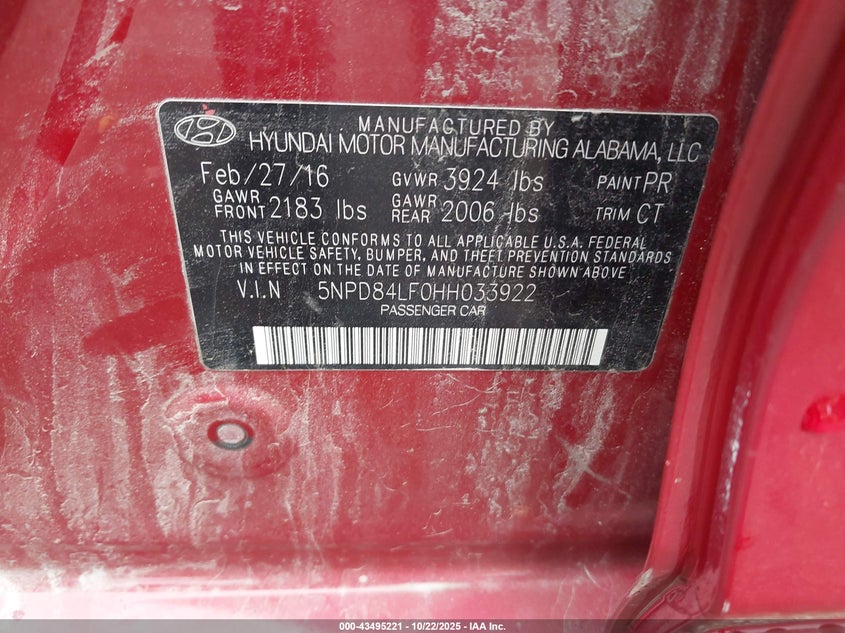 MANUFACTURED BY
HYUNDAI MOTOR MANUFACTURING ALABAMA, LLC
Feb/27/16 GVWR 3924 lbs PAINT PR
GAWR FRONT 2183 lbs GAWR REAR 2006 lbs TRIM CT
THIS VEHICLE CONFORMS TO ALL APPLICABLE U.S.A. FEDERAL
MOTOR VEHICLE SAFETY, BUMPER, AND THEFT PREVENTION STANDARDS
IN EFFECT ON THE DATE OF MANUFACTURE SHOWN ABOVE
V.I.N 5NPD84LF0HH033922
PASSENGER CAR
000-43495221 - 10/22/2025 - IAA Inc.